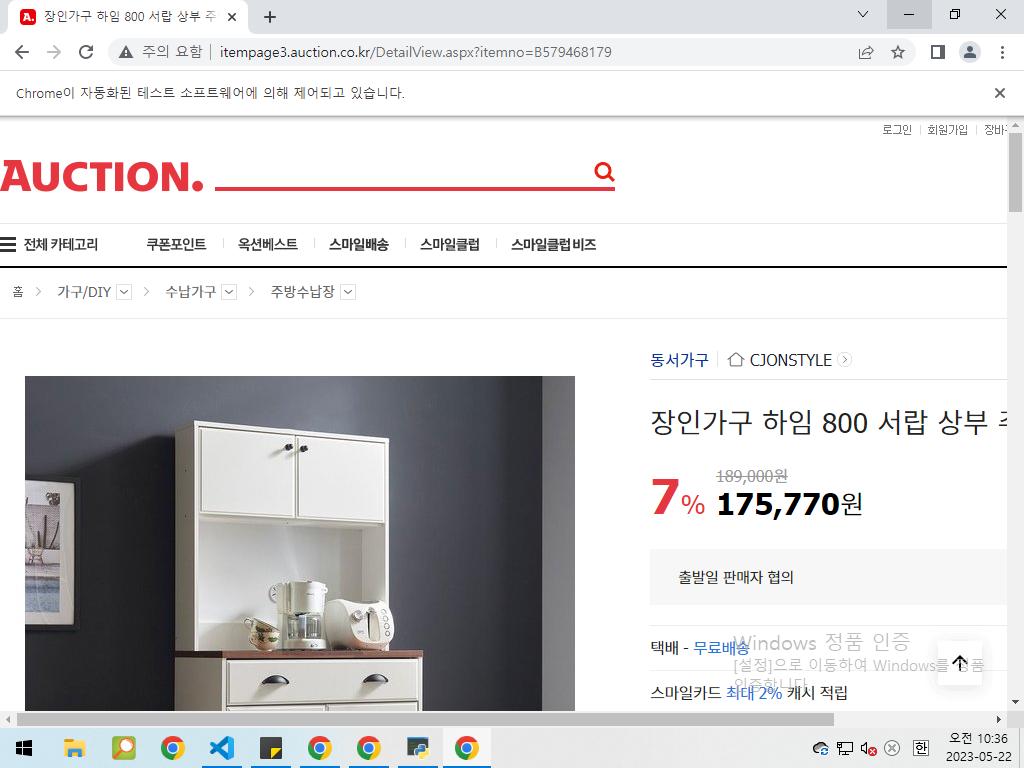 장인가구 하임 800 서랍 상부 주
주의 요함
itempage3.auction.co.kr/DetailView.aspx?itemno=B579468179
Chrome이 자동화된 테스트 소프트웨어에 의해 제어되고 있습니다.
로그인 회원가입 장바
AUCTION.
전체 카테고리 쿠폰포인트 옥션베스트 스마일배송 스마일클럽 스마일클럽 비즈
홈 가구/DIY 수납가구 주방수납장
동서가구 CJONSTYLE
장인가구 하임 800 서랍 상부
189,000원
7% 175,770원
출발일 판매자 협의
택배 - 무료배송
Windows 정품 인증
[설정]으로 이동하여 Windows를 정품
인증합니다.
스마일카드 최대 2% 캐시 적립
한
오전 10:36
2023-05-22